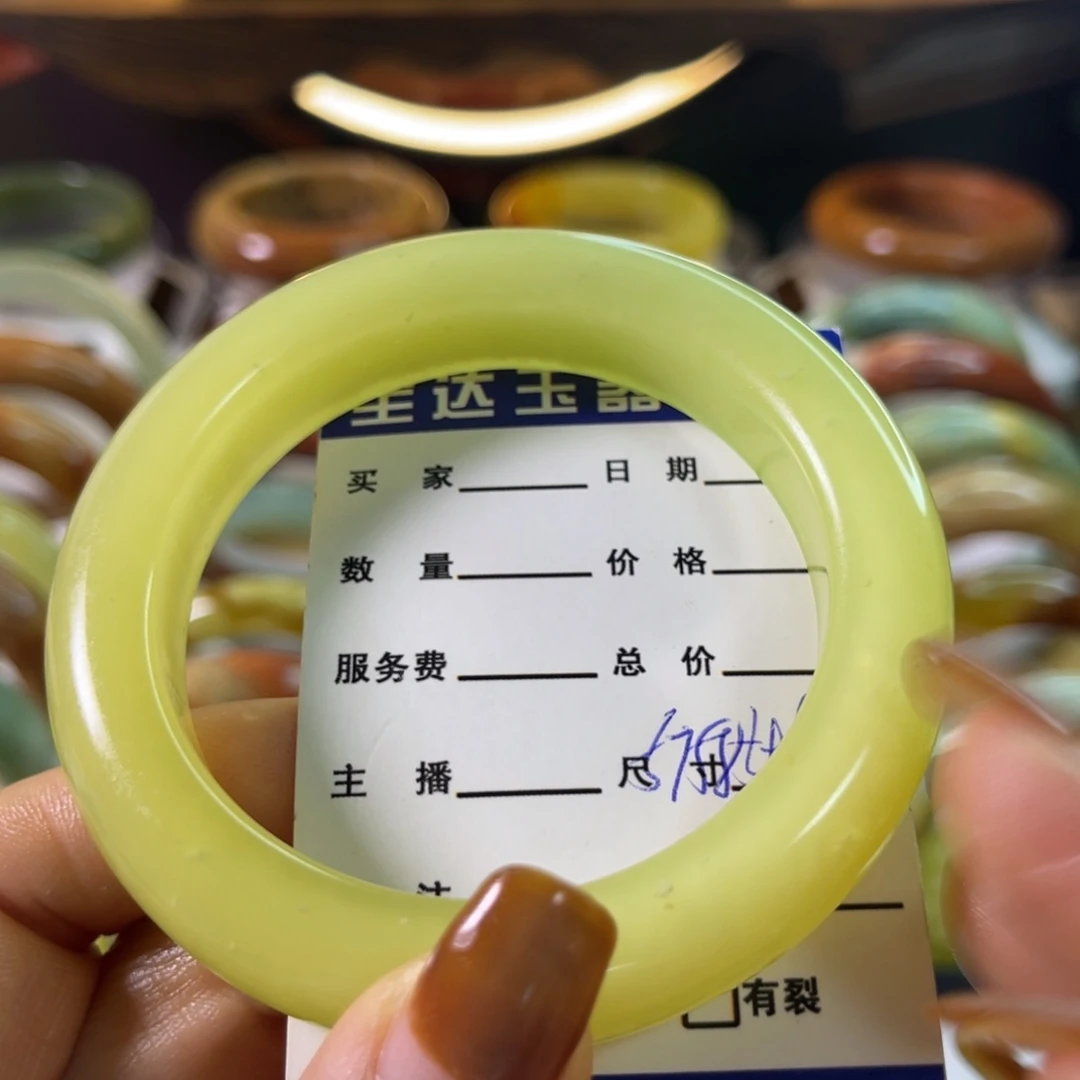 达玉器
买 家 日 期
数 量 价 格
服务费 总 价
主 播 尺 寸
有裂